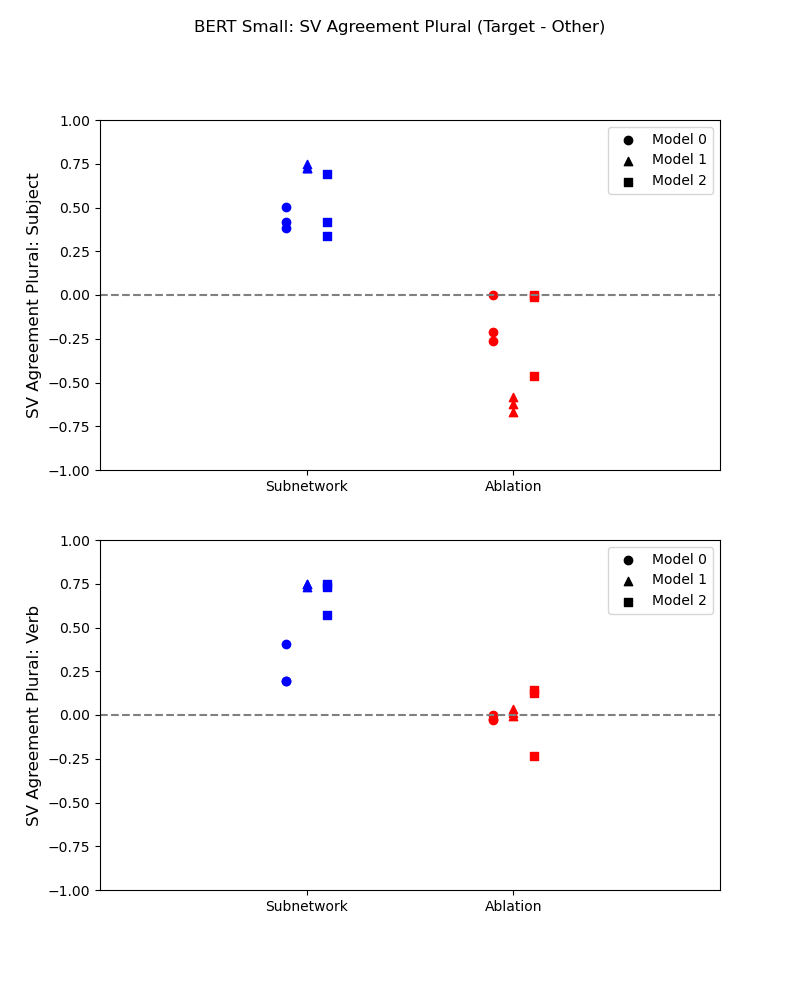 BERT Small: SV Agreement Plural (Target - Other)
SV Agreement Plural: Subject
1.00
0.75
0.50
0.25
0.00
−0.25
−0.50
−0.75
−1.00
Model 0
Model 1
Model 2
Subnetwork
Ablation
SV Agreement Plural: Verb
1.00
0.75
0.50
0.25
0.00
−0.25
−0.50
−0.75
−1.00
Model 0
Model 1
Model 2
Subnetwork
Ablation